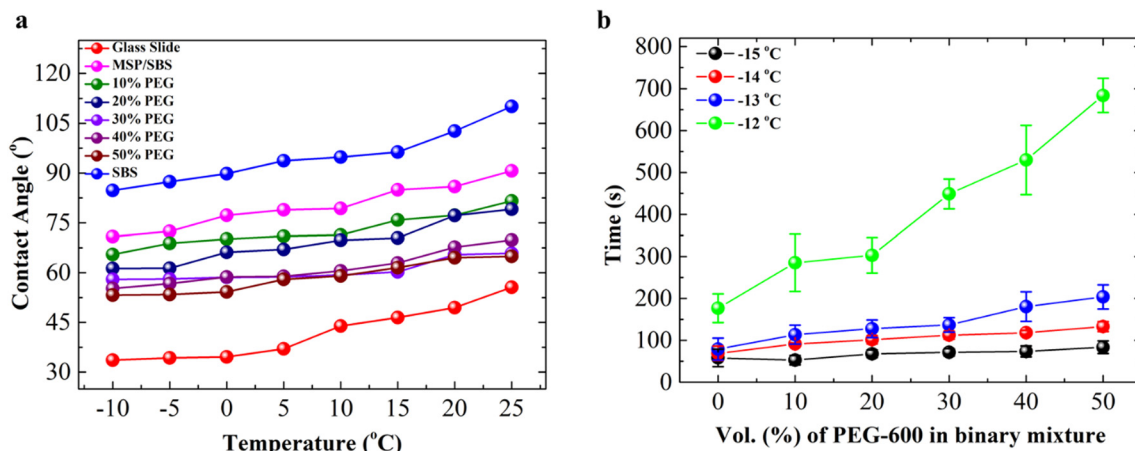 a
Contact Angle (°)
120
105
90
75
60
45
30
Glass Slide
MSP/SBS
10% PEG
20% PEG
30% PEG
40% PEG
50% PEG
SBS
-10 -5 0 5 10 15 20 25
Temperature (°C)
b
Time (s)
800
700
600
500
400
300
200
100
0
-15 °C
-14 °C
-13 °C
-12 °C
0 10 20 30 40 50
Vol. (%) of PEG-600 in binary mixture